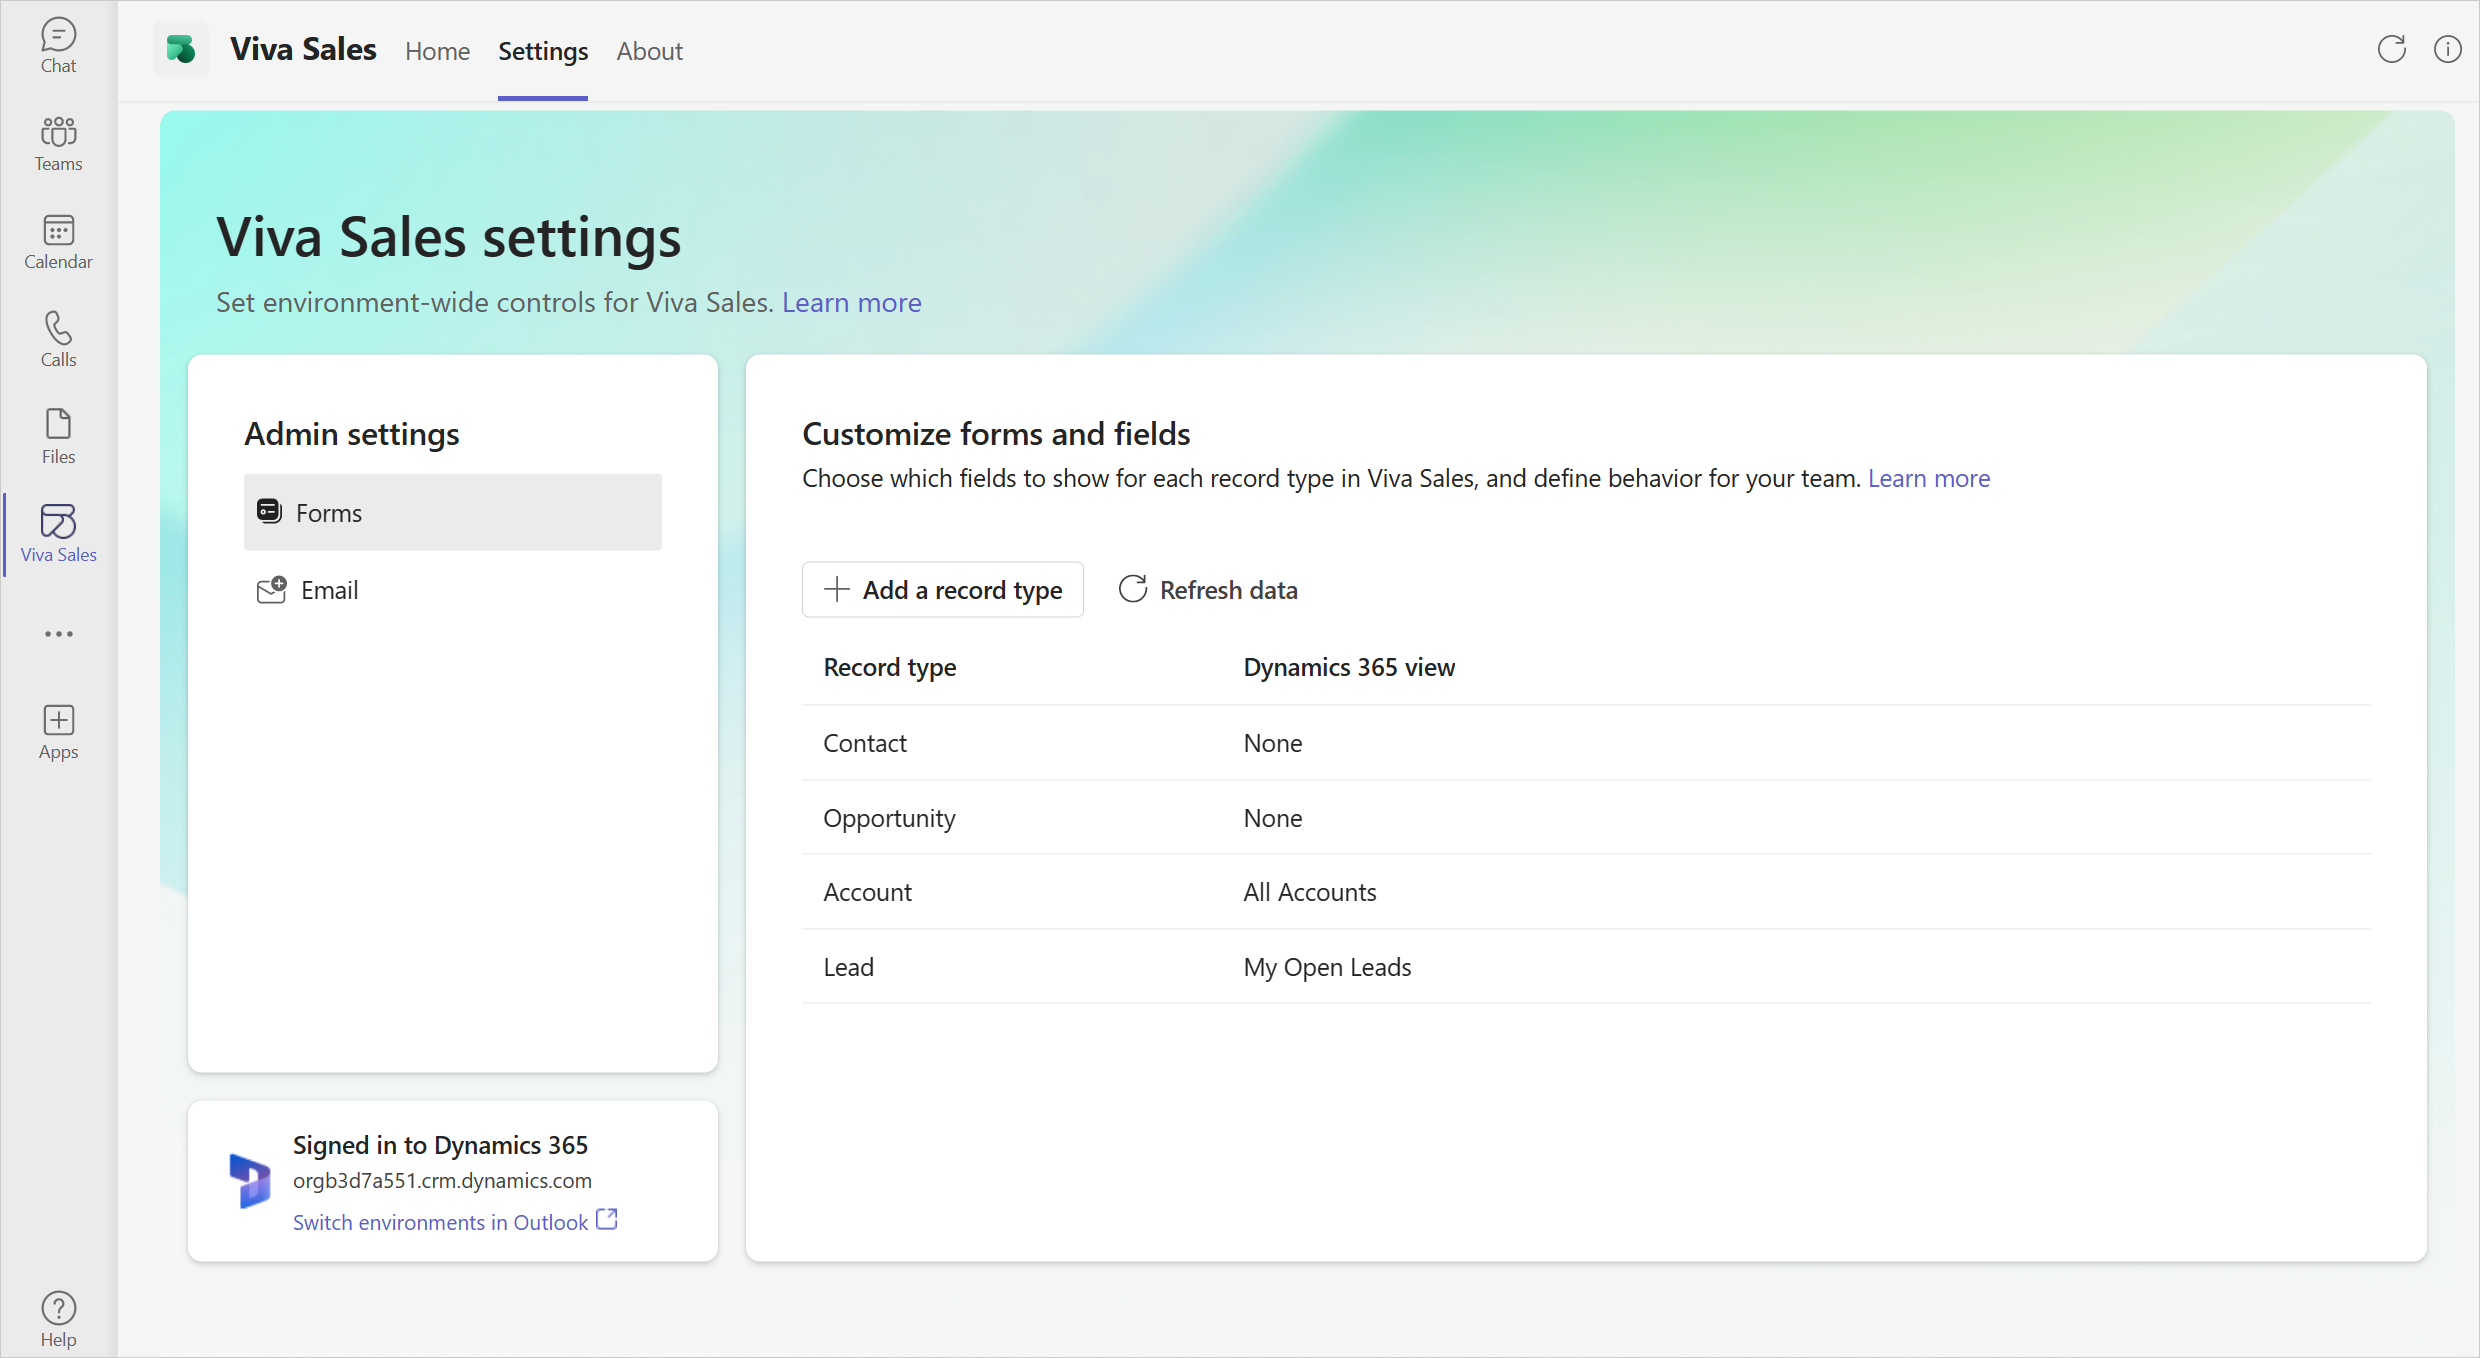 Chat
Teams
Calendar
Calls
Files
Viva Sales
Apps
Help
Viva Sales Home Settings About
Viva Sales settings
Set environment-wide controls for Viva Sales. Learn more
Admin settings
Forms
Email
Signed in to Dynamics 365
orgb3d7a551.crm.dynamics.com
Switch environments in Outlook
Customize forms and fields
Choose which fields to show for each record type in Viva Sales, and define behavior for your team. Learn more
Add a record type Refresh data
Record type Dynamics 365 view
Contact None
Opportunity None
Account All Accounts
Lead My Open Leads